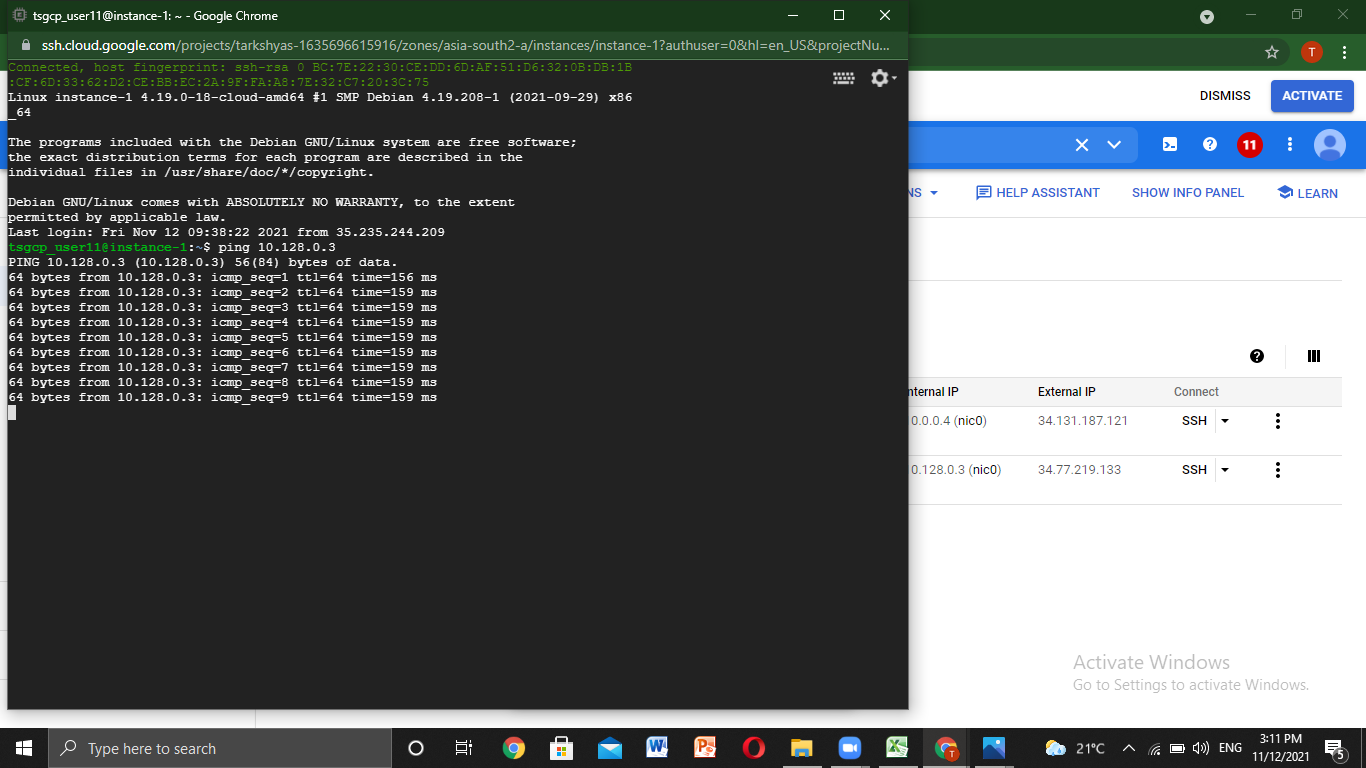 tsgcp_user11@instance-1: ~ - Google Chrome
ssh.cloud.google.com/projects/tarkshyas-1635696615916/zones/asia-south2-a/instances/instance-1?authuser=0&hl=en_US&projectNu...
Connected, host fingerprint: ssh-rsa 0 BC:7E:22:30:CE:DD:6D:AF:51:D6:32:0B:DB:1B
:CF:6D:33:62:D2:CE:BB:EC:2A:9F:FA:A8:7E:32:C7:20:3C:75
Linux instance-1 4.19.0-18-cloud-amd64 #1 SMP Debian 4.19.208-1 (2021-09-29) x86
_64
The programs included with the Debian GNU/Linux system are free software;
the exact distribution terms for each program are described in the
individual files in /usr/share/doc/*/copyright.
Debian GNU/Linux comes with ABSOLUTELY NO WARRANTY, to the extent
permitted by applicable law.
Last login: Fri Nov 12 09:38:22 2021 from 35.235.244.209
tsgcp_user11@instance-1:~$ ping 10.128.0.3
PING 10.128.0.3 (10.128.0.3) 56(84) bytes of data.
64 bytes from 10.128.0.3: icmp_seq=1 ttl=64 time=156 ms
64 bytes from 10.128.0.3: icmp_seq=2 ttl=64 time=159 ms
64 bytes from 10.128.0.3: icmp_seq=3 ttl=64 time=159 ms
64 bytes from 10.128.0.3: icmp_seq=4 ttl=64 time=159 ms
64 bytes from 10.128.0.3: icmp_seq=5 ttl=64 time=159 ms
64 bytes from 10.128.0.3: icmp_seq=6 ttl=64 time=159 ms
64 bytes from 10.128.0.3: icmp_seq=7 ttl=64 time=159 ms
64 bytes from 10.128.0.3: icmp_seq=8 ttl=64 time=159 ms
64 bytes from 10.128.0.3: icmp_seq=9 ttl=64 time=159 ms
T
DISMISS ACTIVATE
11
NS HELP ASSISTANT SHOW INFO PANEL LEARN
nternal IP External IP Connect
0.0.0.4 (nic0) 34.131.187.121 SSH
0.128.0.3 (nic0) 34.77.219.133 SSH
Activate Windows
Go to Settings to activate Windows.
Type here to search
21°C ENG 3:11 PM
11/12/2021
5